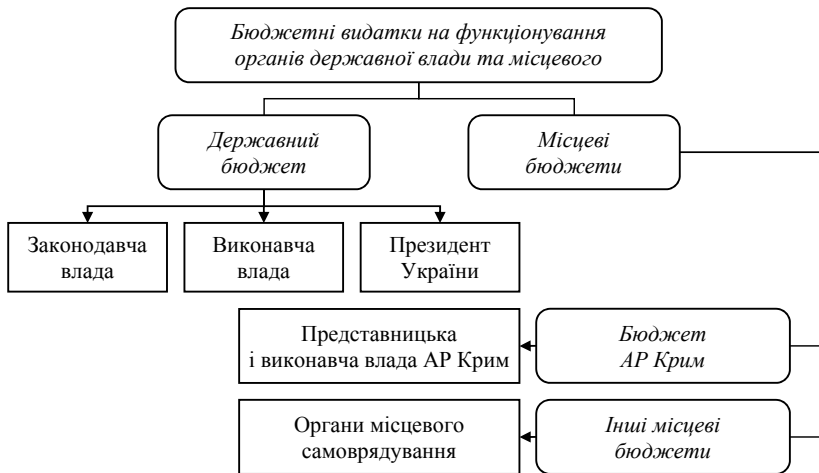 Бюджетні видатки на функціонування
органів державної влади та місцевого
Державний
бюджет
Місцеві
бюджети
Законодавча
влада
Виконавча
влада
Президент
України
Представницька
і виконавча влада АР Крим
Бюджет
АР Крим
Органи місцевого
самоврядування
Інші місцеві
бюджети